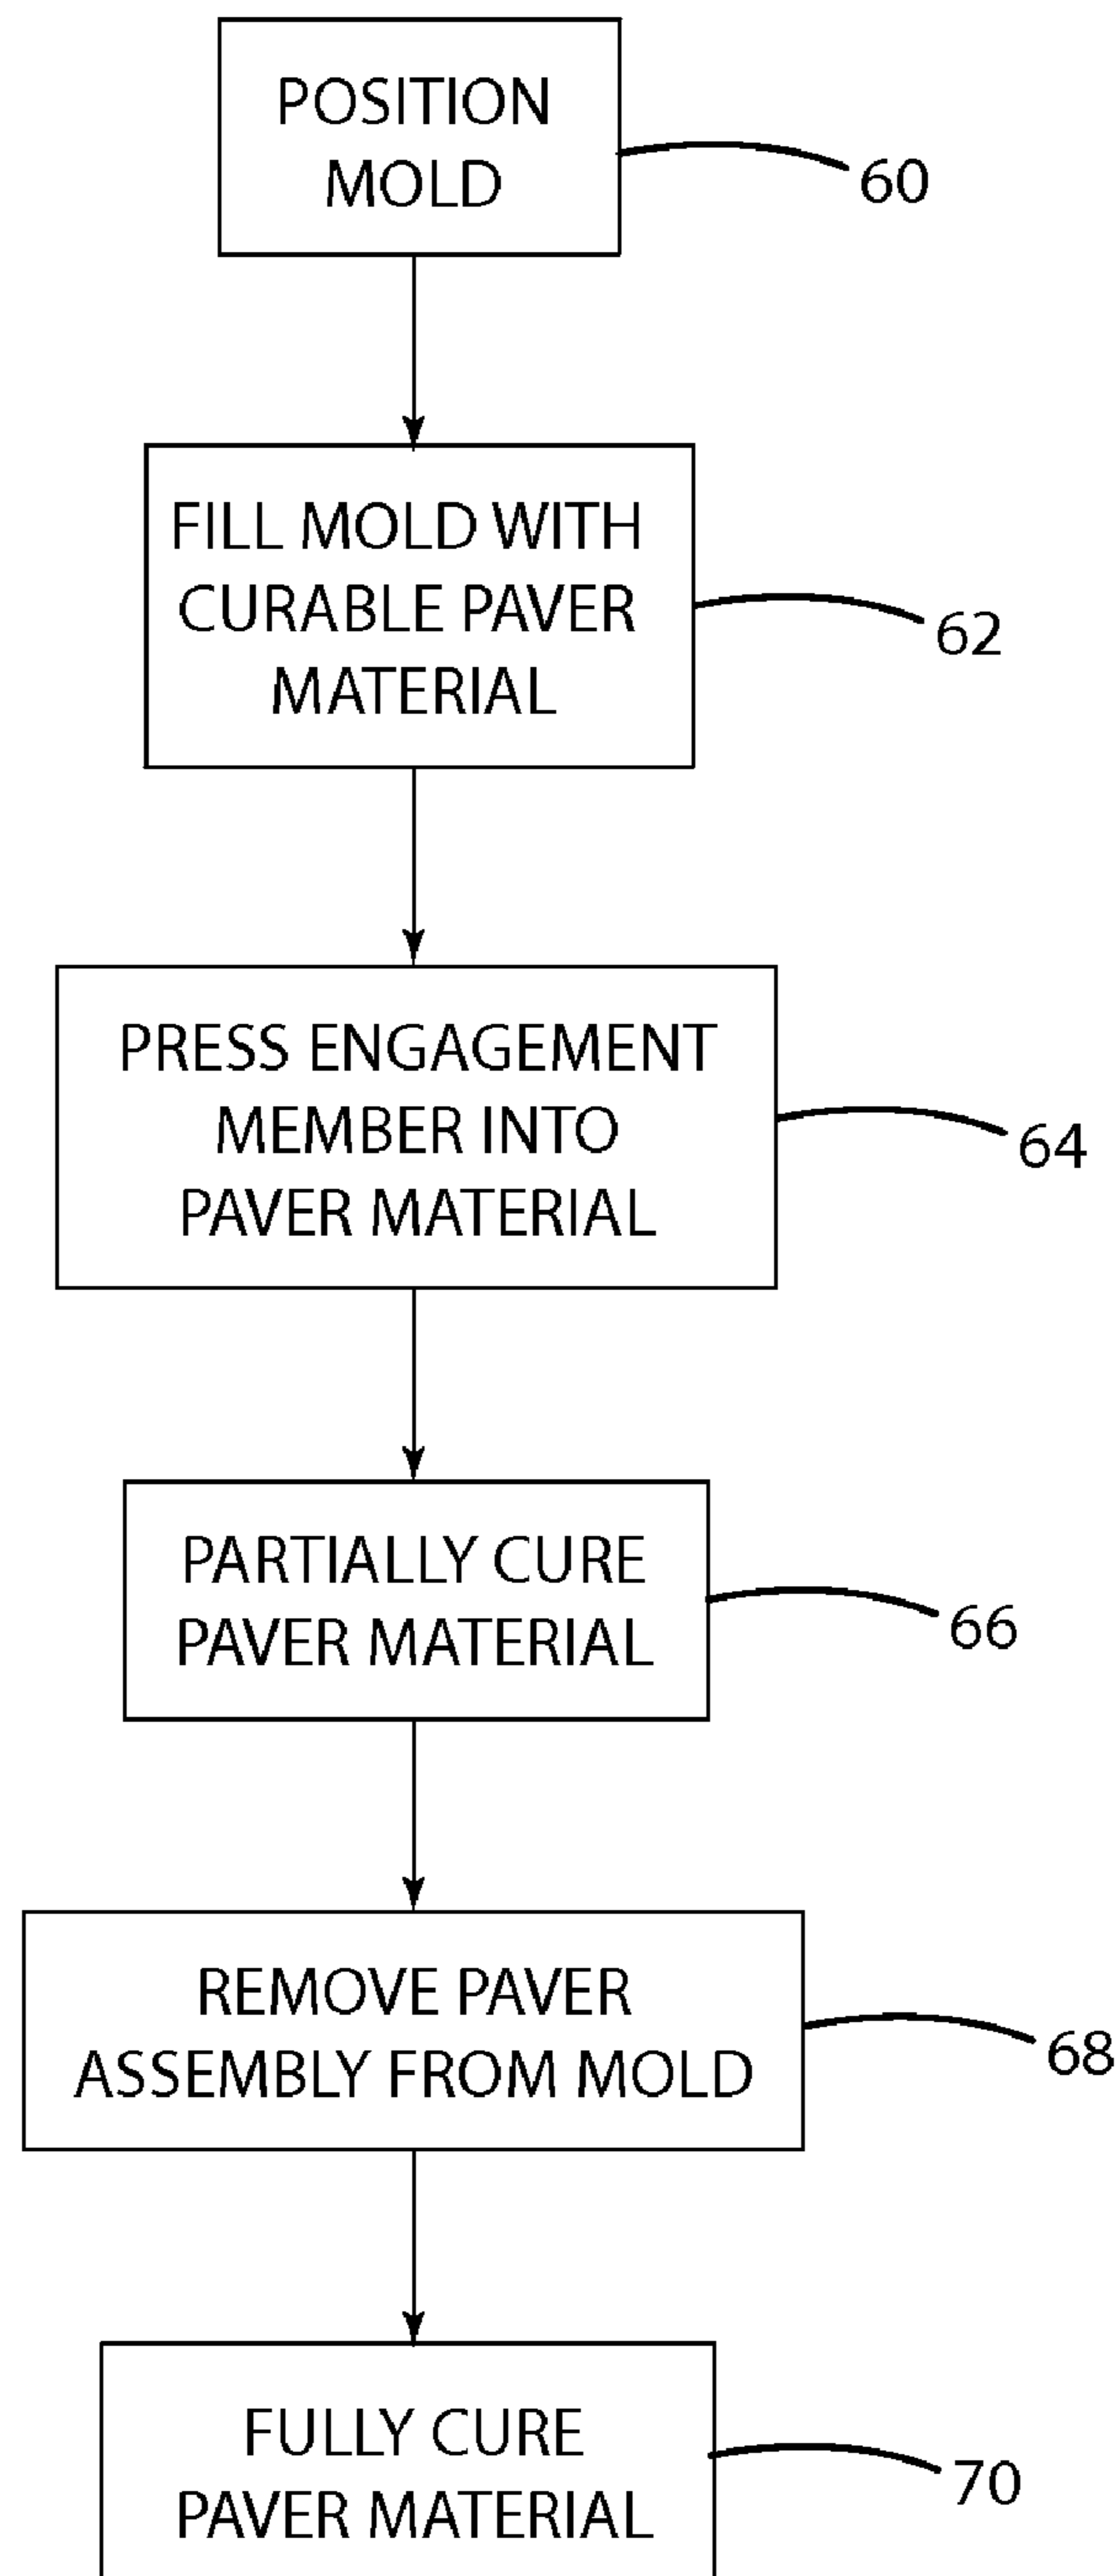 POSITION
MOLD
60
FILL MOLD WITH
CURABLE PAVER
MATERIAL
62
PRESS ENGAGEMENT
MEMBER INTO
PAVER MATERIAL
64
PARTIALLY CURE
PAVER MATERIAL
66
REMOVE PAVER
ASSEMBLY FROM MOLD
68
FULLY CURE
PAVER MATERIAL
70